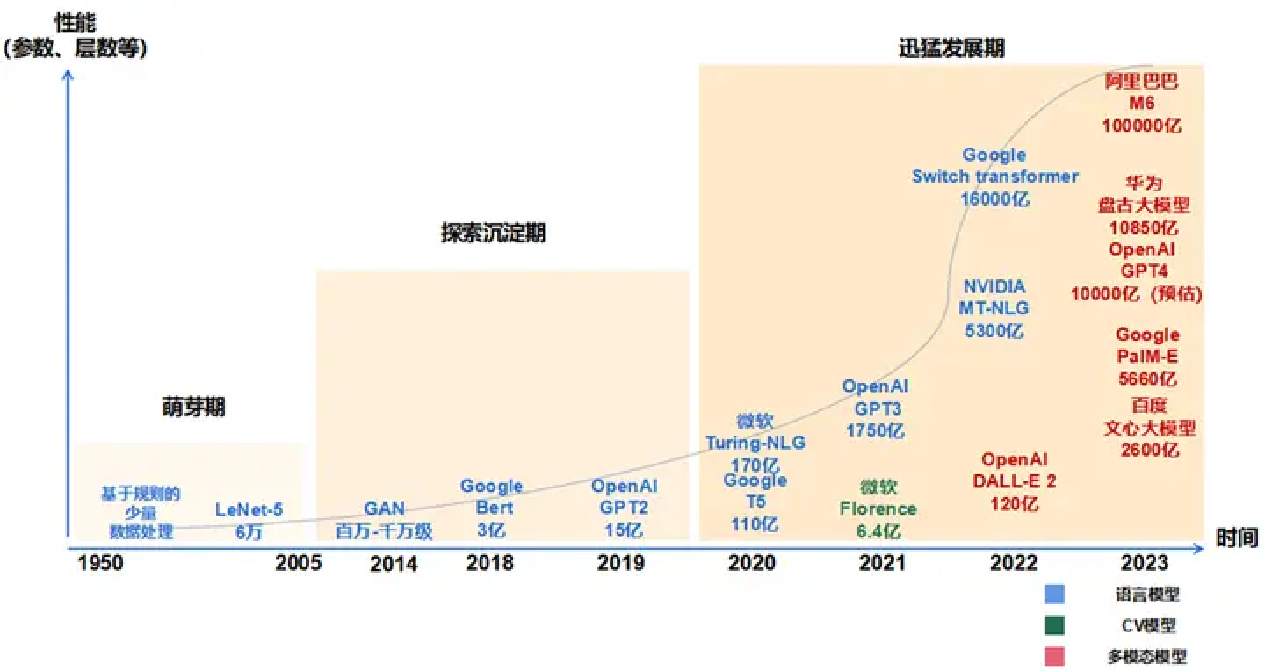 性能
(参数、层数等)
迅猛发展期
阿里巴巴
M6
100000亿
Google
Switch transformer
16000亿
华为
盘古大模型
10850亿
OpenAI
GPT4
10000亿 (预估)
探索沉淀期
NVIDIA
MT-NLG
5300亿
Google
PalM-E
5660亿
萌芽期
OpenAI
GPT3
1750亿
百度
文心大模型
2600亿
微软
Turing-NLG
170亿
Google
T5
110亿
OpenAI
DALL-E 2
120亿
微软
Florence
6.4亿
基于规则的
少量
数据处理
LeNet-5
6万
GAN
百万-千万级
Google
Bert
3亿
OpenAI
GPT2
15亿
时间
1950 2005 2014 2018 2019 2020 2021 2022 2023
语言模型
CV模型
多模态模型